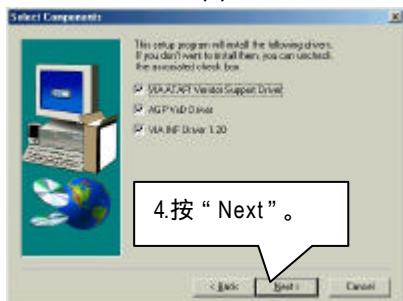 Select Components
This setup program will install the following drivers.
If you don't want to install them, you can uncheck
the associated check box.
VIA ATAPI Vendor Support Driver
AGP VxD Driver
VIA INF Driver 1.20
4.按“Next”。
< Back
Next >
Cancel